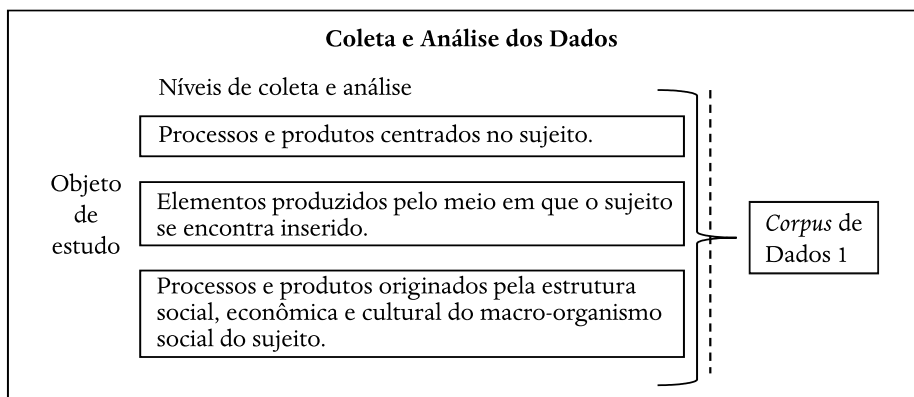 Coleta e Análise dos Dados
Níveis de coleta e análise
Processos e produtos centrados no sujeito.
Objeto
de
estudo
Elementos produzidos pelo meio em que o sujeito
se encontra inserido.
Processos e produtos originados pela estrutura
social, econômica e cultural do macro-organismo
social do sujeito.
Corpus de
Dados 1